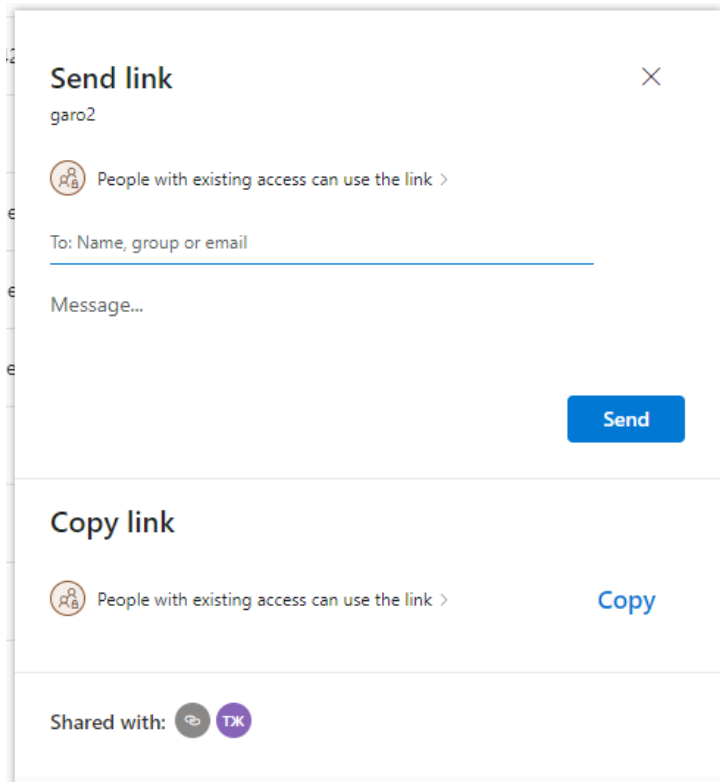 Send link
garo2
People with existing access can use the link
To: Name, group or email
Message...
Send
Copy link
People with existing access can use the link
Copy
Shared with:
ТЖ